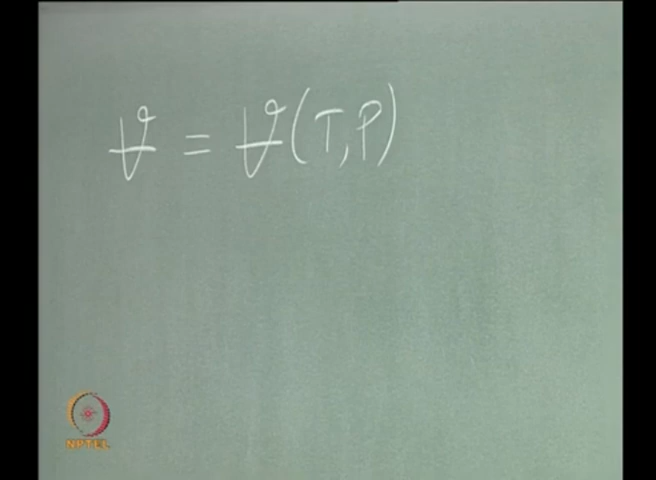 V = V(T, P)
NPTEL